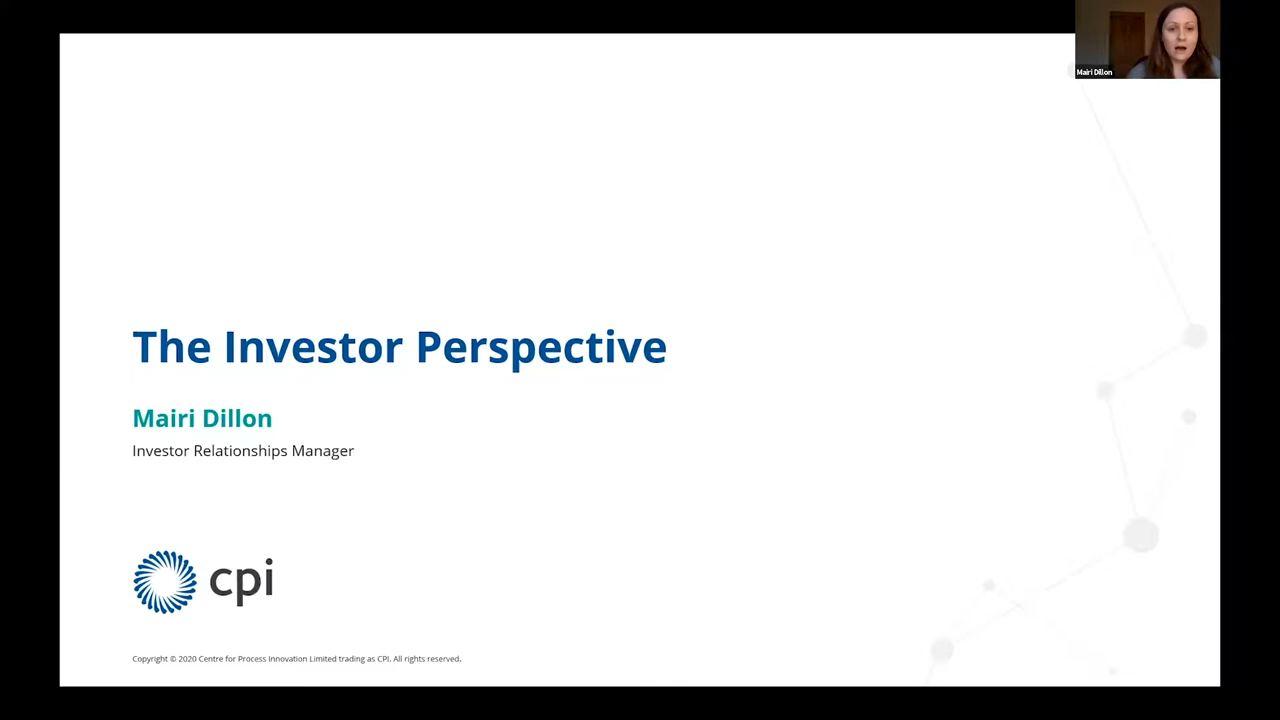 Mairi Dillon
The Investor Perspective
Mairi Dillon
Investor Relationships Manager
cpi
Copyright © 2020 Centre for Process Innovation Limited trading as CPI. All rights reserved.